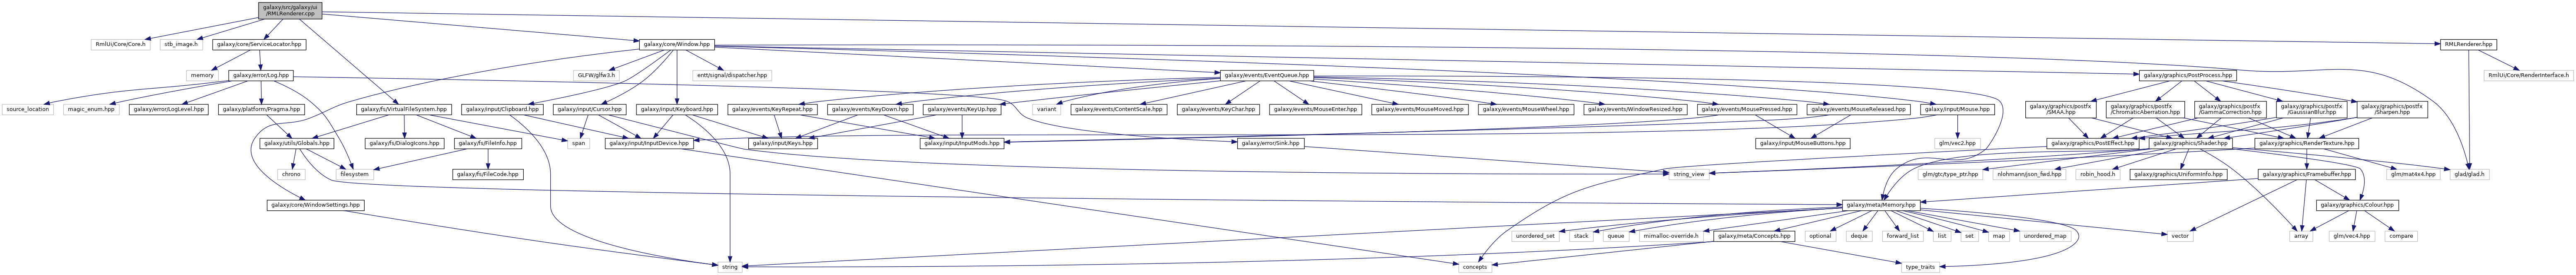 galaxy/src/galaxy/ui
/RMLRenderer.cpp
RmlUi/Core/Core.h
stb_image.h
galaxy/core/ServiceLocator.hpp
galaxy/core/Window.hpp
RMLRenderer.hpp
memory
galaxy/error/Log.hpp
GLFW/glfw3.h
entt/signal/dispatcher.hpp
galaxy/events/EventQueue.hpp
galaxy/graphics/PostProcess.hpp
RmlUi/Core/RenderInterface.h
source_location
magic_enum.hpp
galaxy/error/LogLevel.hpp
galaxy/platform/Pragma.hpp
galaxy/fs/VirtualFileSystem.hpp
galaxy/input/Clipboard.hpp
galaxy/input/Cursor.hpp
galaxy/input/Keyboard.hpp
galaxy/events/KeyRepeat.hpp
galaxy/events/KeyDown.hpp
galaxy/events/KeyUp.hpp
variant
galaxy/events/ContentScale.hpp
galaxy/events/KeyChar.hpp
galaxy/events/MouseEnter.hpp
galaxy/events/MouseMoved.hpp
galaxy/events/MouseWheel.hpp
galaxy/events/WindowResized.hpp
galaxy/events/MousePressed.hpp
galaxy/events/MouseReleased.hpp
galaxy/input/Mouse.hpp
galaxy/graphics/postfx
/SMAA.hpp
galaxy/graphics/postfx
/ChromaticAberration.hpp
galaxy/graphics/postfx
/GammaCorrection.hpp
galaxy/graphics/postfx
/GaussianBlur.hpp
galaxy/graphics/postfx
/Sharpen.hpp
galaxy/utils/Globals.hpp
galaxy/fs/DialogIcons.hpp
galaxy/fs/FileInfo.hpp
span
galaxy/input/InputDevice.hpp
galaxy/input/Keys.hpp
galaxy/input/InputMods.hpp
galaxy/error/Sink.hpp
glm/vec2.hpp
galaxy/input/MouseButtons.hpp
galaxy/graphics/PostEffect.hpp
galaxy/graphics/Shader.hpp
galaxy/graphics/RenderTexture.hpp
chrono
filesystem
galaxy/fs/FileCode.hpp
string_view
glm/gtc/type_ptr.hpp
nlohmann/json_fwd.hpp
robin_hood.h
galaxy/graphics/UniformInfo.hpp
galaxy/graphics/Framebuffer.hpp
glm/mat4x4.hpp
glad/glad.h
galaxy/core/WindowSettings.hpp
galaxy/meta/Memory.hpp
galaxy/graphics/Colour.hpp
unordered_set
stack
queue
mimalloc-override.h
galaxy/meta/Concepts.hpp
optional
deque
forward_list
list
set
map
unordered_map
vector
array
glm/vec4.hpp
compare
string
concepts
type_traits